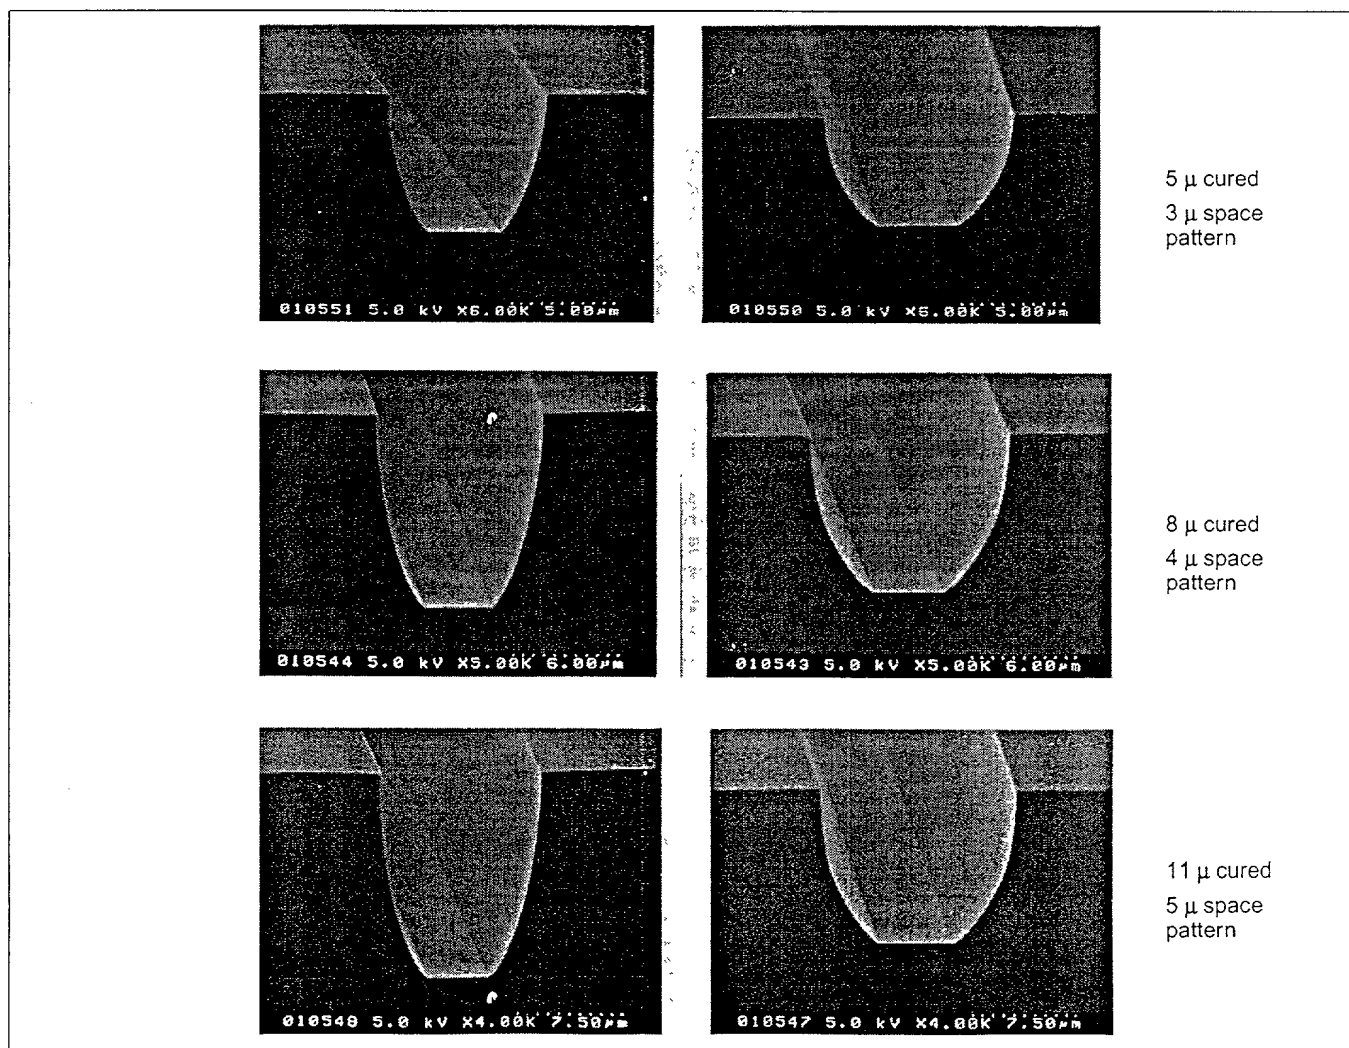 010551 5.0 kV X6.00K 5.00µm
010550 5.0 kV X6.00K 5.00µm
5 µ cured
3 µ space
pattern
010544 5.0 kV X5.00K 6.00µm
010543 5.0 kV X5.00K 6.00µm
8 µ cured
4 µ space
pattern
010548 5.0 kV X4.00K 7.50µm
010547 5.0 kV X4.00K 7.50µm
11 µ cured
5 µ space
pattern